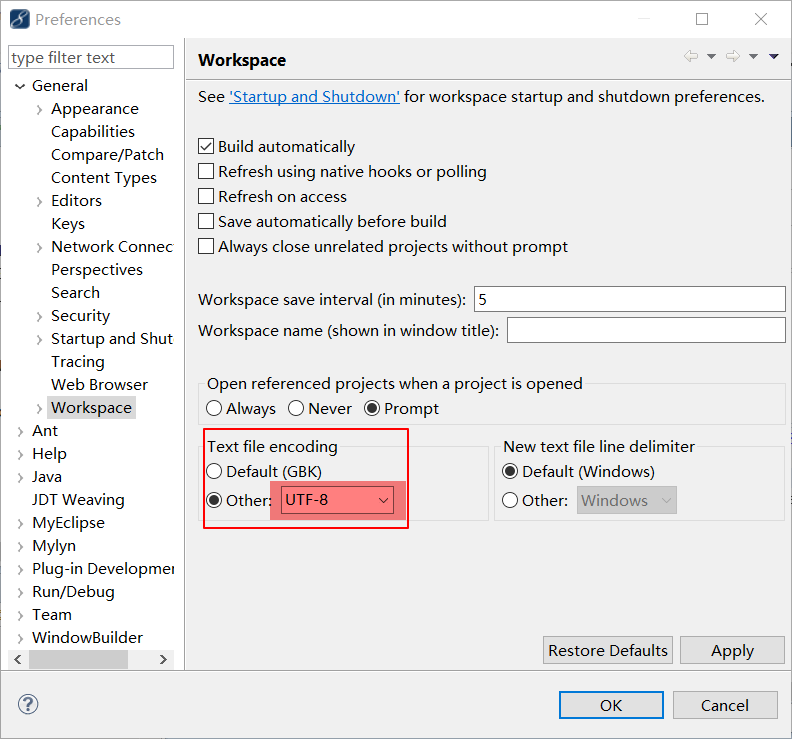 Preferences
type filter text
General
Appearance
Capabilities
Compare/Patch
Content Types
Editors
Keys
Network Connec
Perspectives
Search
Security
Startup and Shut
Tracing
Web Browser
Workspace
Ant
Help
Java
JDT Weaving
MyEclipse
Mylyn
Plug-in Developmer
Run/Debug
Team
WindowBuilder
Workspace
See 'Startup and Shutdown' for workspace startup and shutdown preferences.
Build automatically
Refresh using native hooks or polling
Refresh on access
Save automatically before build
Always close unrelated projects without prompt
Workspace save interval (in minutes): 5
Workspace name (shown in window title):
Open referenced projects when a project is opened
Always Never Prompt
Text file encoding
Default (GBK)
Other: UTF-8
New text file line delimiter
Default (Windows)
Other: Windows
Restore Defaults Apply
OK Cancel